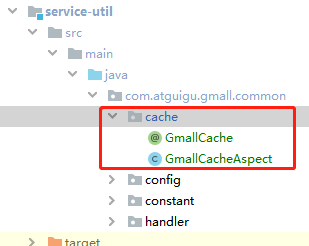 service-util
src
main
java
com.atguigu.gmall.common
cache
@ GmallCache
C GmallCacheAspect
config
constant
handler
target